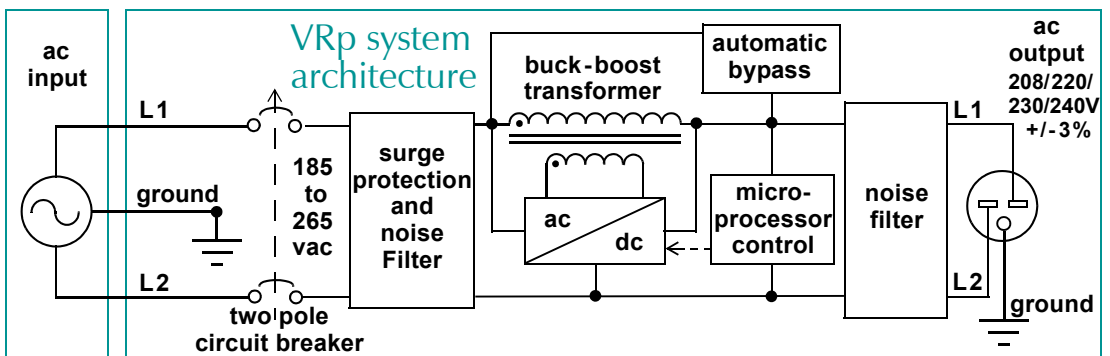 ac
input
VRp system
architecture
L1
ground
L2
185
to
265
vac
two pole
circuit breaker
surge
protection
and
noise
Filter
buck-boost
transformer
ac
dc
automatic
bypass
micro-
processor
control
noise
filter
ac
output
208/220/
230/240V
+/-3%
L1
L2
ground